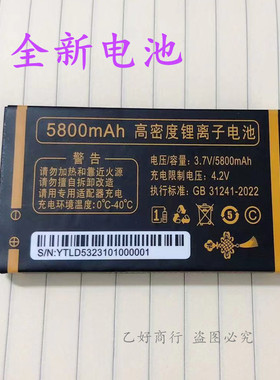 全新电池
5800mAh 高密度锂离子电池
警告
请勿加热和靠近火源
请勿擅自拆卸改造
请用专用适配器充电
充电环境温度:0℃-40℃
电压/容量:3.7V/5800mAh
充电限制电压:4.2V
执行标准:GB 31241-2022
5
S/N:YTLD5323101000001
乙好商行 / 盗图必究